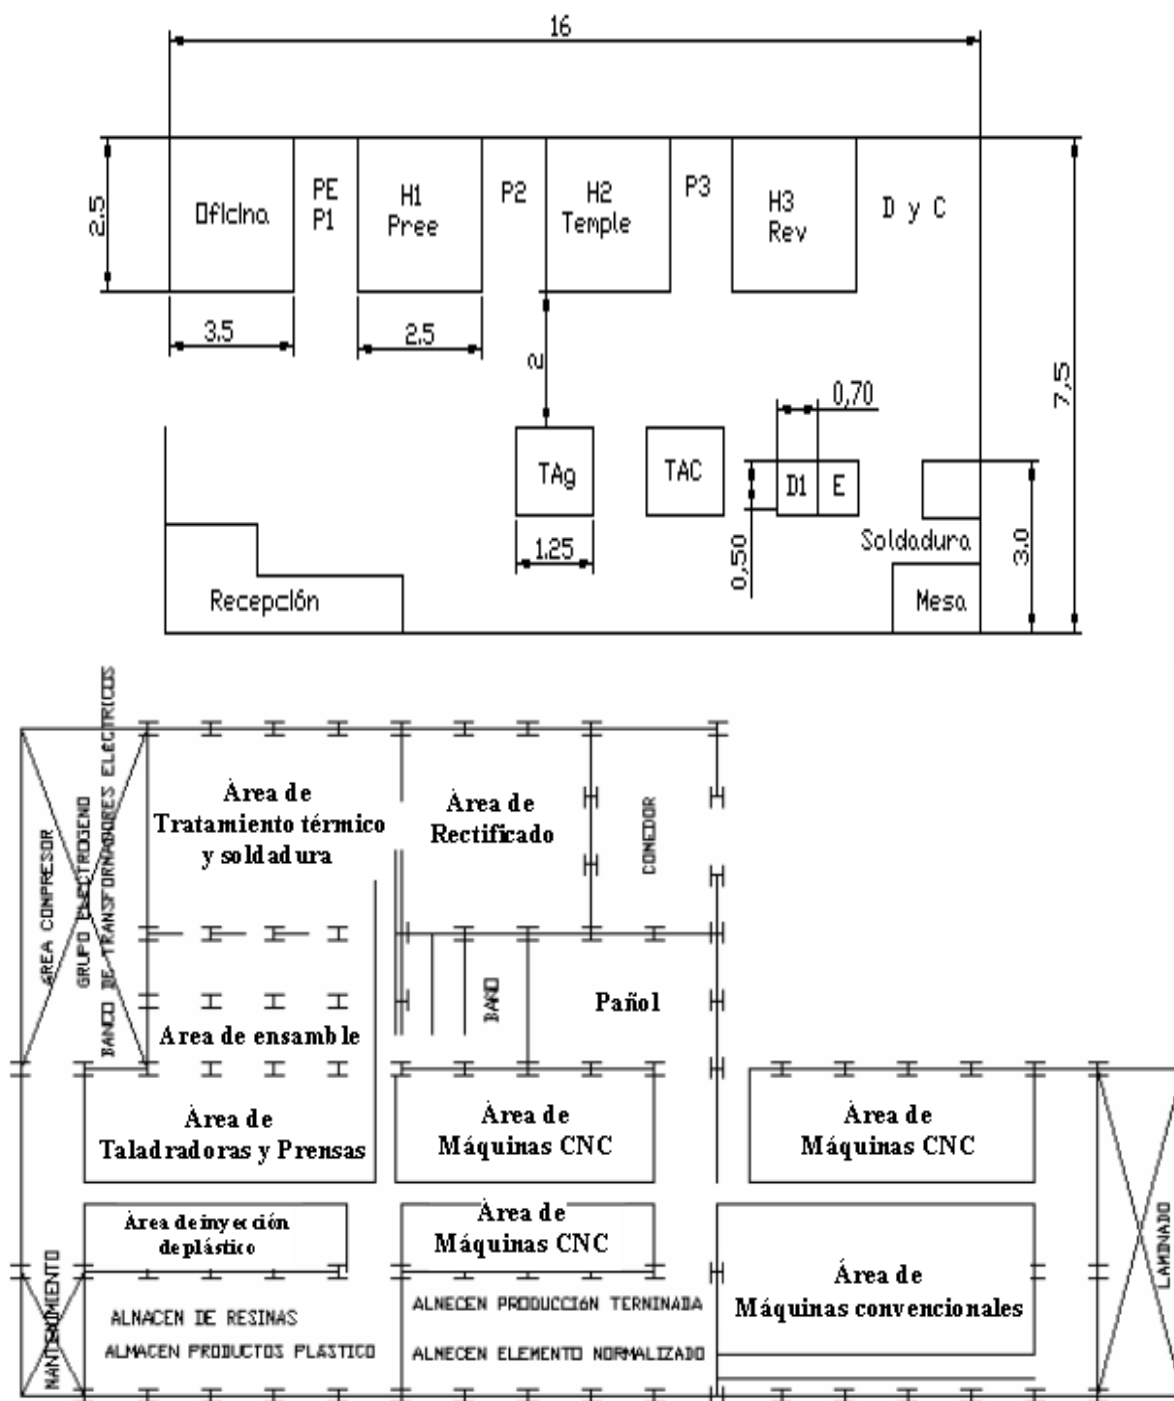 16
2.5
Oficina
PE
P1
H1
Pree
P2
H2
Temple
P3
H3
Rev
D y C
3.5
2.5
2
0,70
7,5
TAg
TAC
D1
E
0,50
1.25
Soldadura
3.0
Recepción
Mesa
ÁREA COMPRESOR
GRUPO ELECTROGENO
BANCO DE TRANSFORMADORES ELECTRICOS
Área de
Tratamiento térmico
y soldadura
Área de
Rectificado
COMEDOR
Área de ensamble
BAÑO
Pañol
Área de
Taladradoras y Prensas
Área de
Máquinas CNC
Área de
Máquinas CNC
Área de inyección
de plástico
Área de
Máquinas CNC
Área de
Máquinas convencionales
LAMINADO
MANTENIMIENTO
ALMACEN DE RESINAS
ALMACEN PRODUCTOS PLÁSTICO
ALMECEN PRODUCCIÓN TERMINADA
ALMECEN ELEMENTO NORMALIZADO